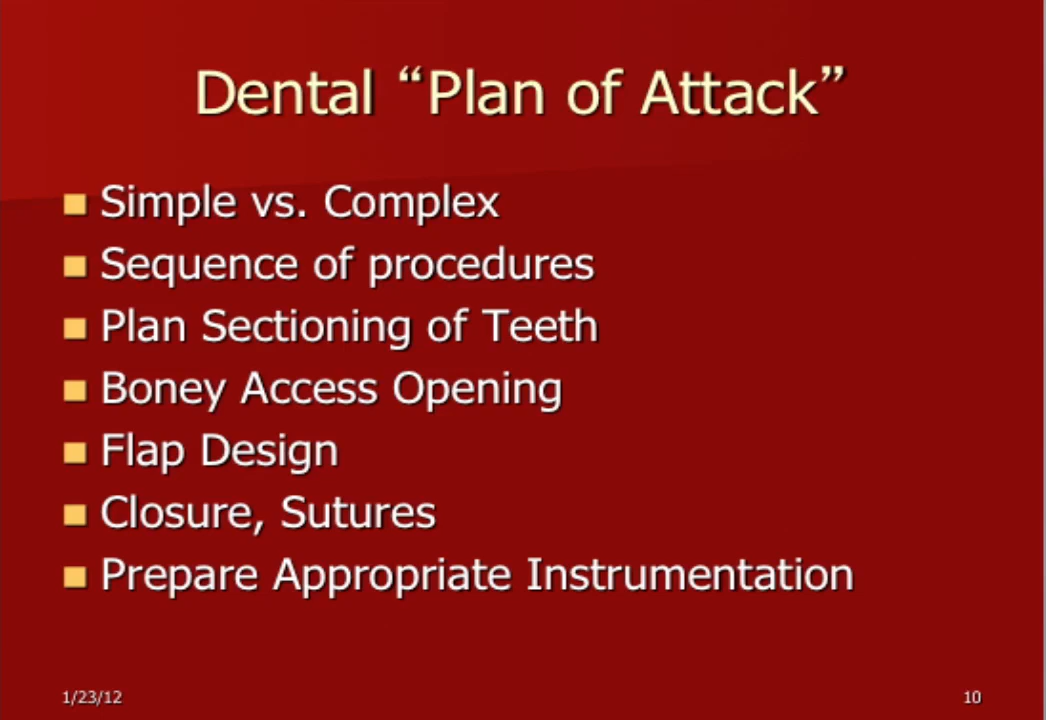 Dental “Plan of Attack”
Simple vs. Complex
Sequence of procedures
Plan Sectioning of Teeth
Boney Access Opening
Flap Design
Closure, Sutures
Prepare Appropriate Instrumentation
1/23/12
10